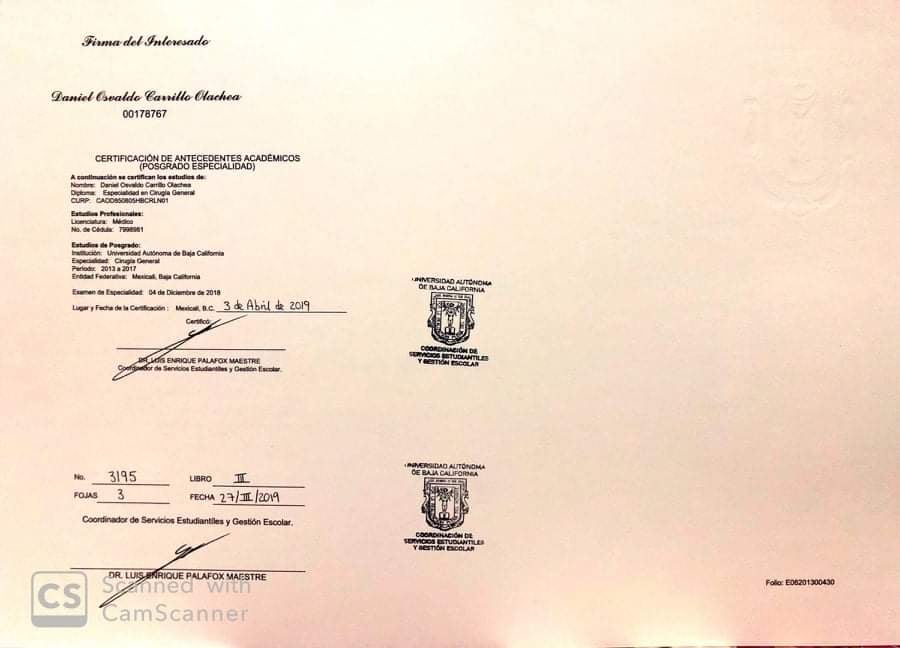 Firma del Interesado
Daniel Osvaldo Carrillo Olachea
00178767
CERTIFICACIÓN DE ANTECEDENTES ACADÉMICOS
(POSGRADO ESPECIALIDAD)
A continuación se certifican los estudios de:
Nombre: Daniel Osvaldo Carrillo Olachea
Diploma: Especialidad en Cirugía General
CURP: CADD850805HBCRLN01
Estudios Profesionales:
Licenciatura: Médico
No. de Cédula: 7998981
Estudios de Posgrado:
Institución: Universidad Autónoma de Baja California
Especialidad: Cirugía General
Periodo: 2013 a 2017
Entidad Federativa: Mexicali, Baja California
Examen de Especialidad: 04 de Diciembre de 2018
Lugar y Fecha de la Certificación: Mexicali, B.C. 3 de Abril de 2019
Certificó:
DR. LUIS ENRIQUE PALAFOX MAESTRE
Coordinador de Servicios Estudiantiles y Gestión Escolar.
UNIVERSIDAD AUTÓNOMA
DE BAJA CALIFORNIA
COORDINACIÓN DE
SERVICIOS ESTUDIANTILES
Y GESTIÓN ESCOLAR
No. 3195 LIBRO III
FOJAS 3 FECHA 27/III/2019
Coordinador de Servicios Estudiantiles y Gestión Escolar.
DR. LUIS ENRIQUE PALAFOX MAESTRE
UNIVERSIDAD AUTÓNOMA
DE BAJA CALIFORNIA
COORDINACIÓN DE
SERVICIOS ESTUDIANTILES
Y GESTIÓN ESCOLAR
Folio: E06201300430
CS Scanned with
CamScanner